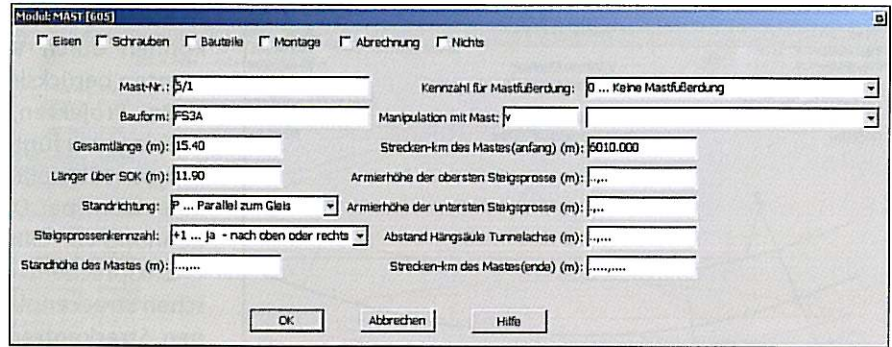 Modul: MAST [605]
Eisen Schrauben Bauteile Montage Abrechnung Nichts
Mast-Nr.: 5/1 Kennzahl für Mastfußerdung: 0 ... Keine Mastfußerdung
Bauform: FS3A Manipulation mit Mast: v
Gesamtlänge (m): 15.40 Strecken-km des Mastes(anfang) (m): 6010.000
Länger über SOK (m): 11.90 Armierhöhe der obersten Steigsprosse (m): ..,..
Standrichtung: P ... Parallel zum Gleis Armierhöhe der untersten Steigsprosse (m): .,..
Steigsprossenkennzahl: +1 ... ja - nach oben oder rechts Abstand Hängsäule Tunnelachse (m): ..,...
Standhöhe des Mastes (m): ...,... Strecken-km des Mastes(ende) (m): .....,....
OK Abbrechen Hilfe